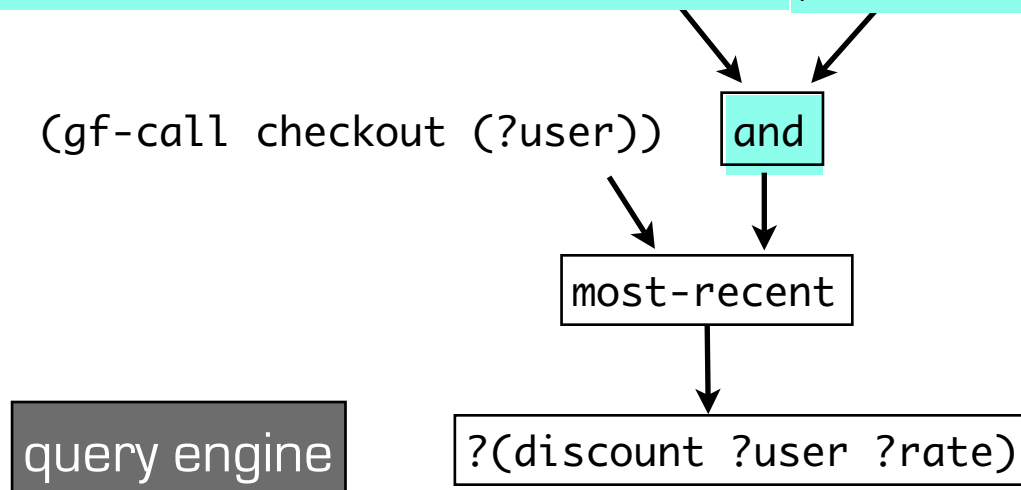 (gf-call checkout (?user))
and
most-recent
query engine
?(discount ?user ?rate)